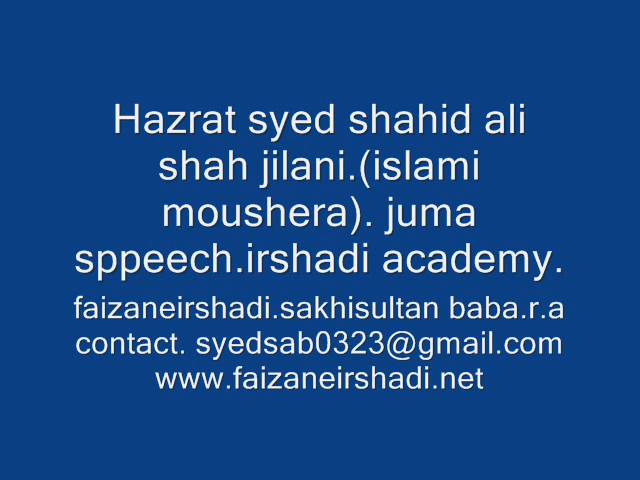 Hazrat syed shahid ali
shah jilani.(islami
moushera). juma
sppeech.irshadi academy.
faizaneirshadi.sakhisultan baba.r.a
contact. syedsab0323@gmail.com
www.faizaneirshadi.net